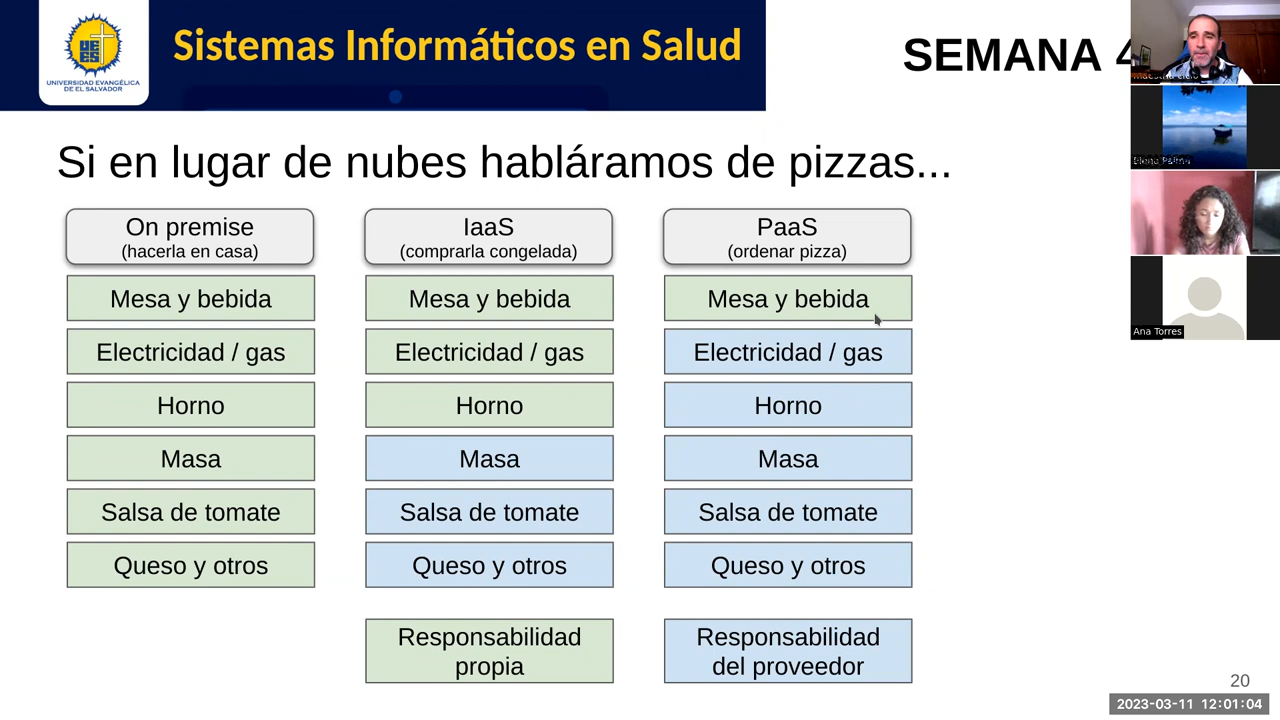 UNIVERSIDAD EVANGÉLICA
DE EL SALVADOR
Sistemas Informáticos en Salud
SEMANA 4
Si en lugar de nubes habláramos de pizzas...
On premise
(hacerla en casa)
Mesa y bebida
Electricidad / gas
Horno
Masa
Salsa de tomate
Queso y otros
IaaS
(comprarla congelada)
Mesa y bebida
Electricidad / gas
Horno
Masa
Salsa de tomate
Queso y otros
PaaS
(ordenar pizza)
Mesa y bebida
Electricidad / gas
Horno
Masa
Salsa de tomate
Queso y otros
Responsabilidad
propia
Responsabilidad
del proveedor
Ana Torres
20
2023-03-11 12:01:04